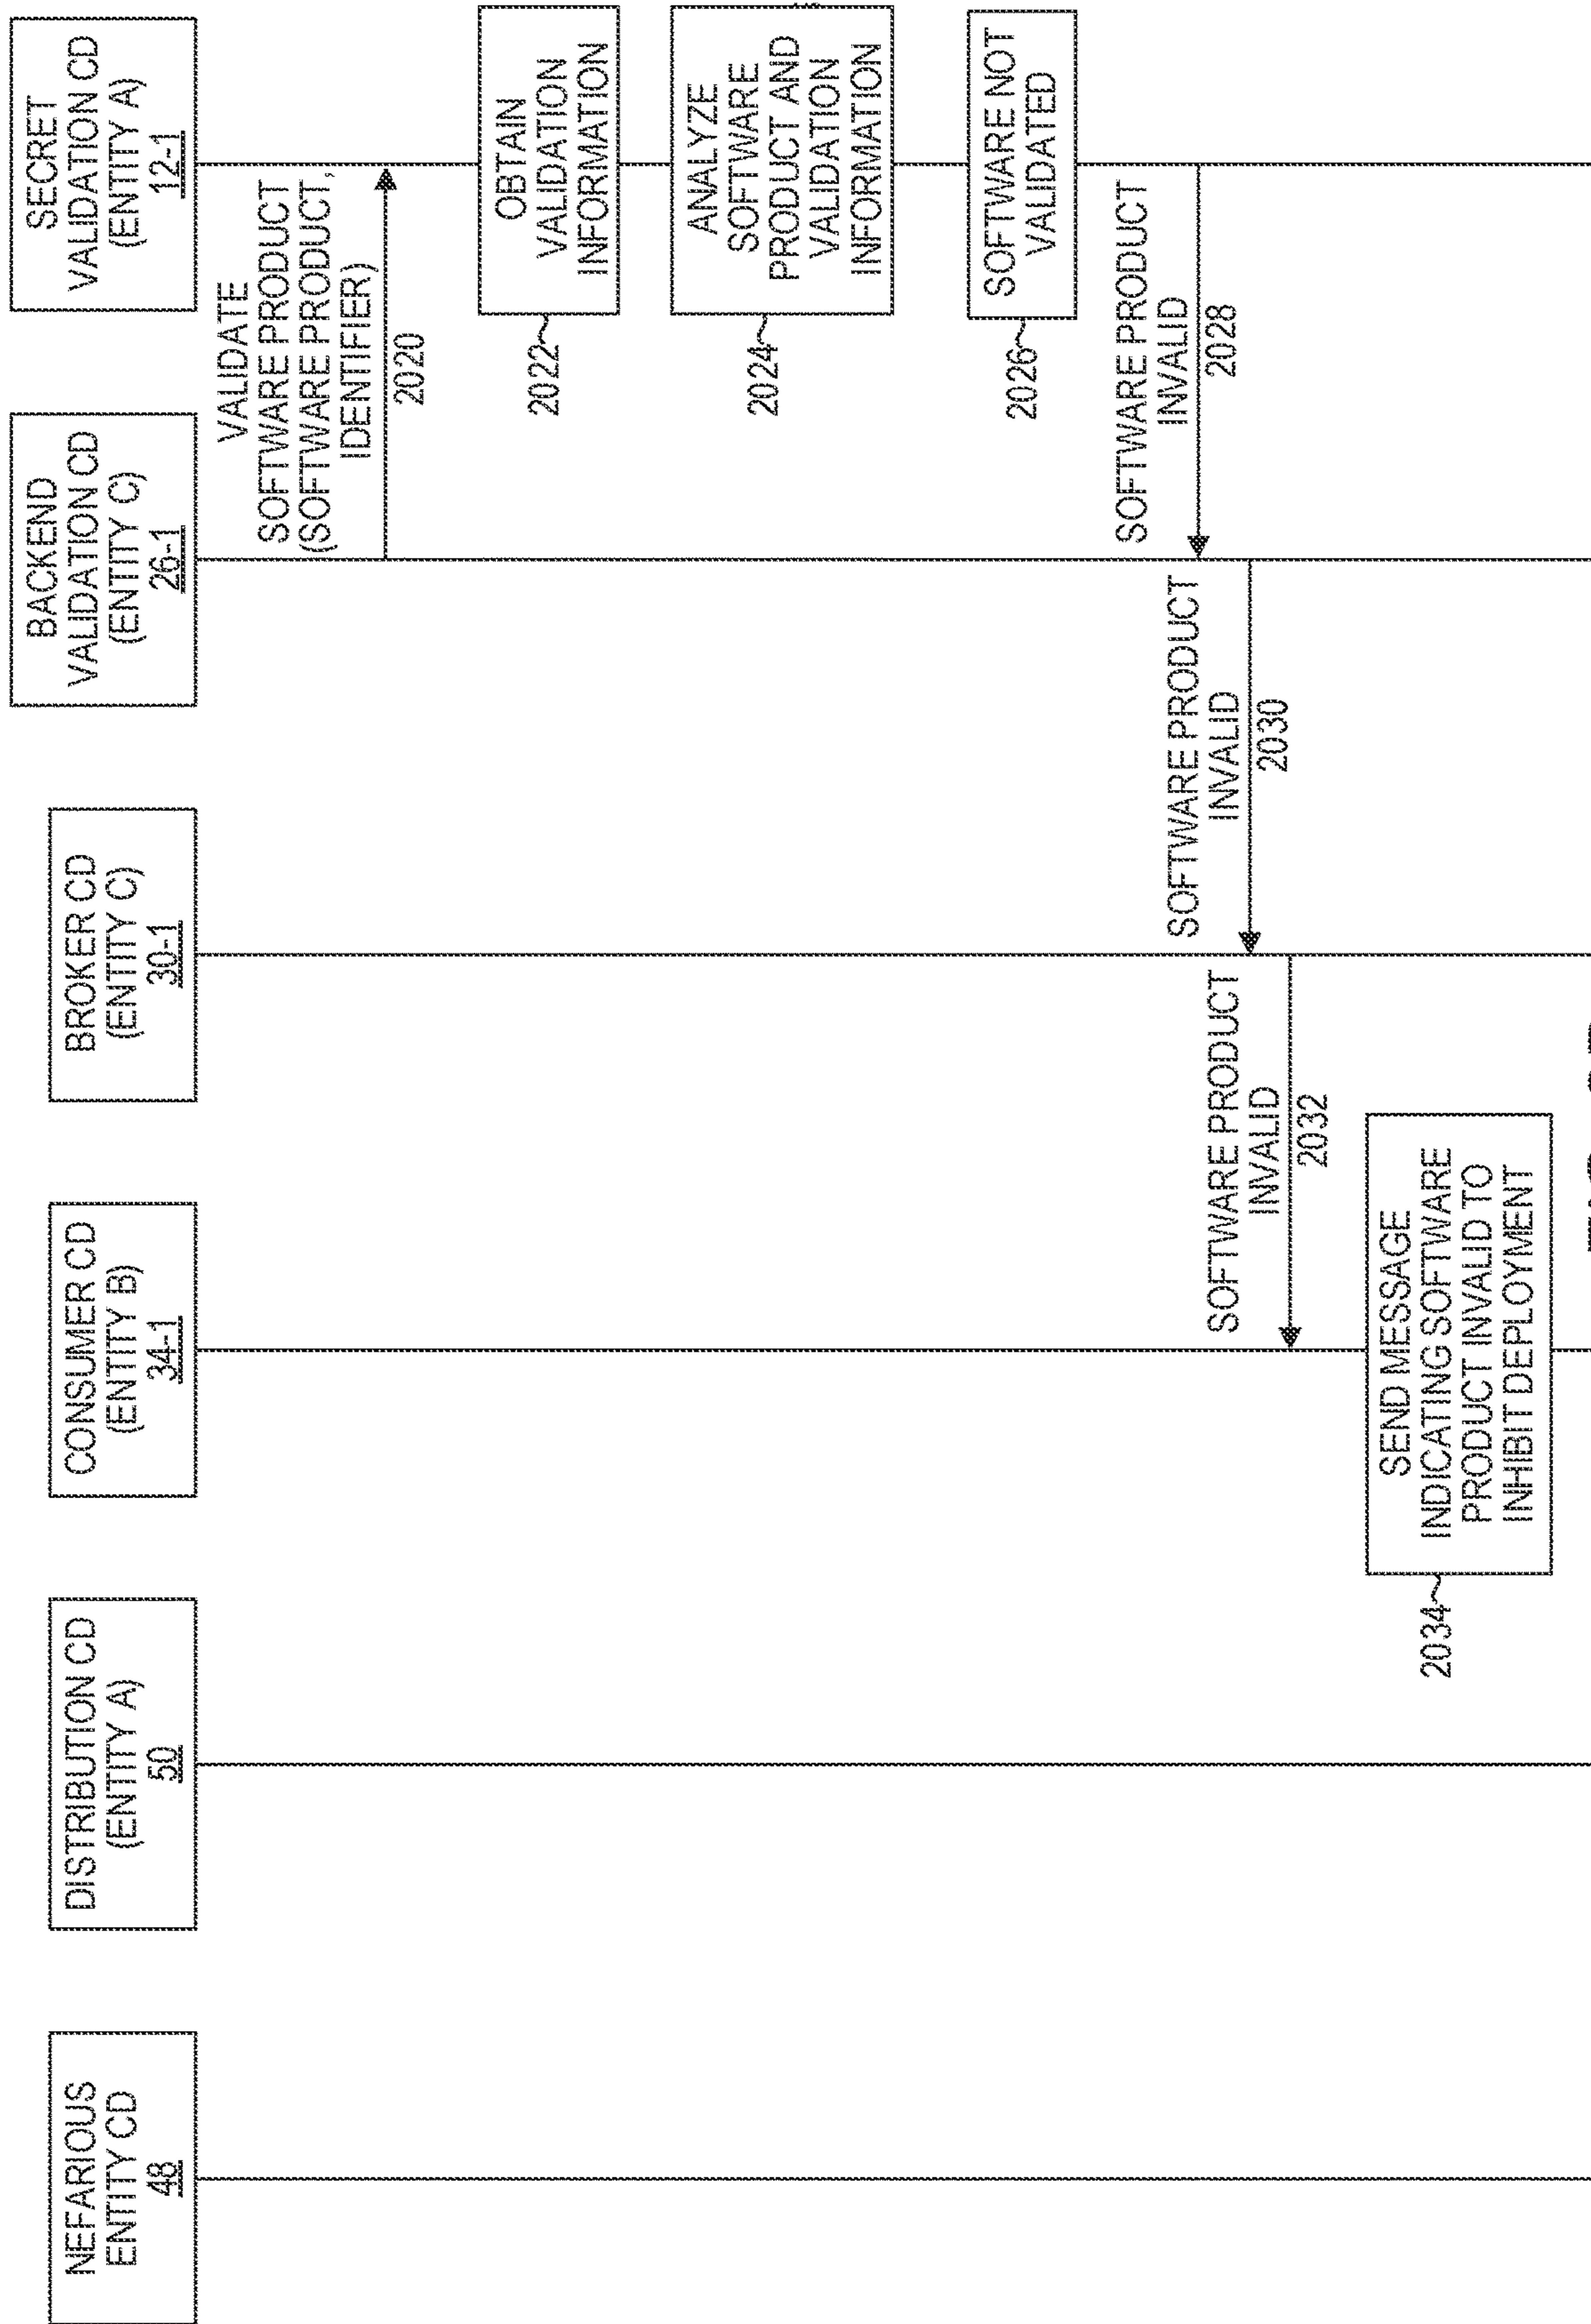 NEFARIOUS
ENTITY CD
48
DISTRIBUTION CD
(ENTITY A)
50
CONSUMER CD
(ENTITY B)
34-1
BROKER CD
(ENTITY C)
30-1
BACKEND
VALIDATION CD
(ENTITY C)
26-1
SECRET
VALIDATION CD
(ENTITY A)
12-1
VALIDATE
SOFTWARE PRODUCT
(SOFTWARE PRODUCT,
IDENTIFIER)
2020
OBTAIN
VALIDATION
INFORMATION
2022
ANALYZE
SOFTWARE
PRODUCT AND
VALIDATION
INFORMATION
2024
SOFTWARE NOT
VALIDATED
2026
SOFTWARE PRODUCT
INVALID
2028
SOFTWARE PRODUCT
INVALID
2030
SOFTWARE PRODUCT
INVALID
2032
SEND MESSAGE
INDICATING SOFTWARE
PRODUCT INVALID TO
INHIBIT DEPLOYMENT
2034